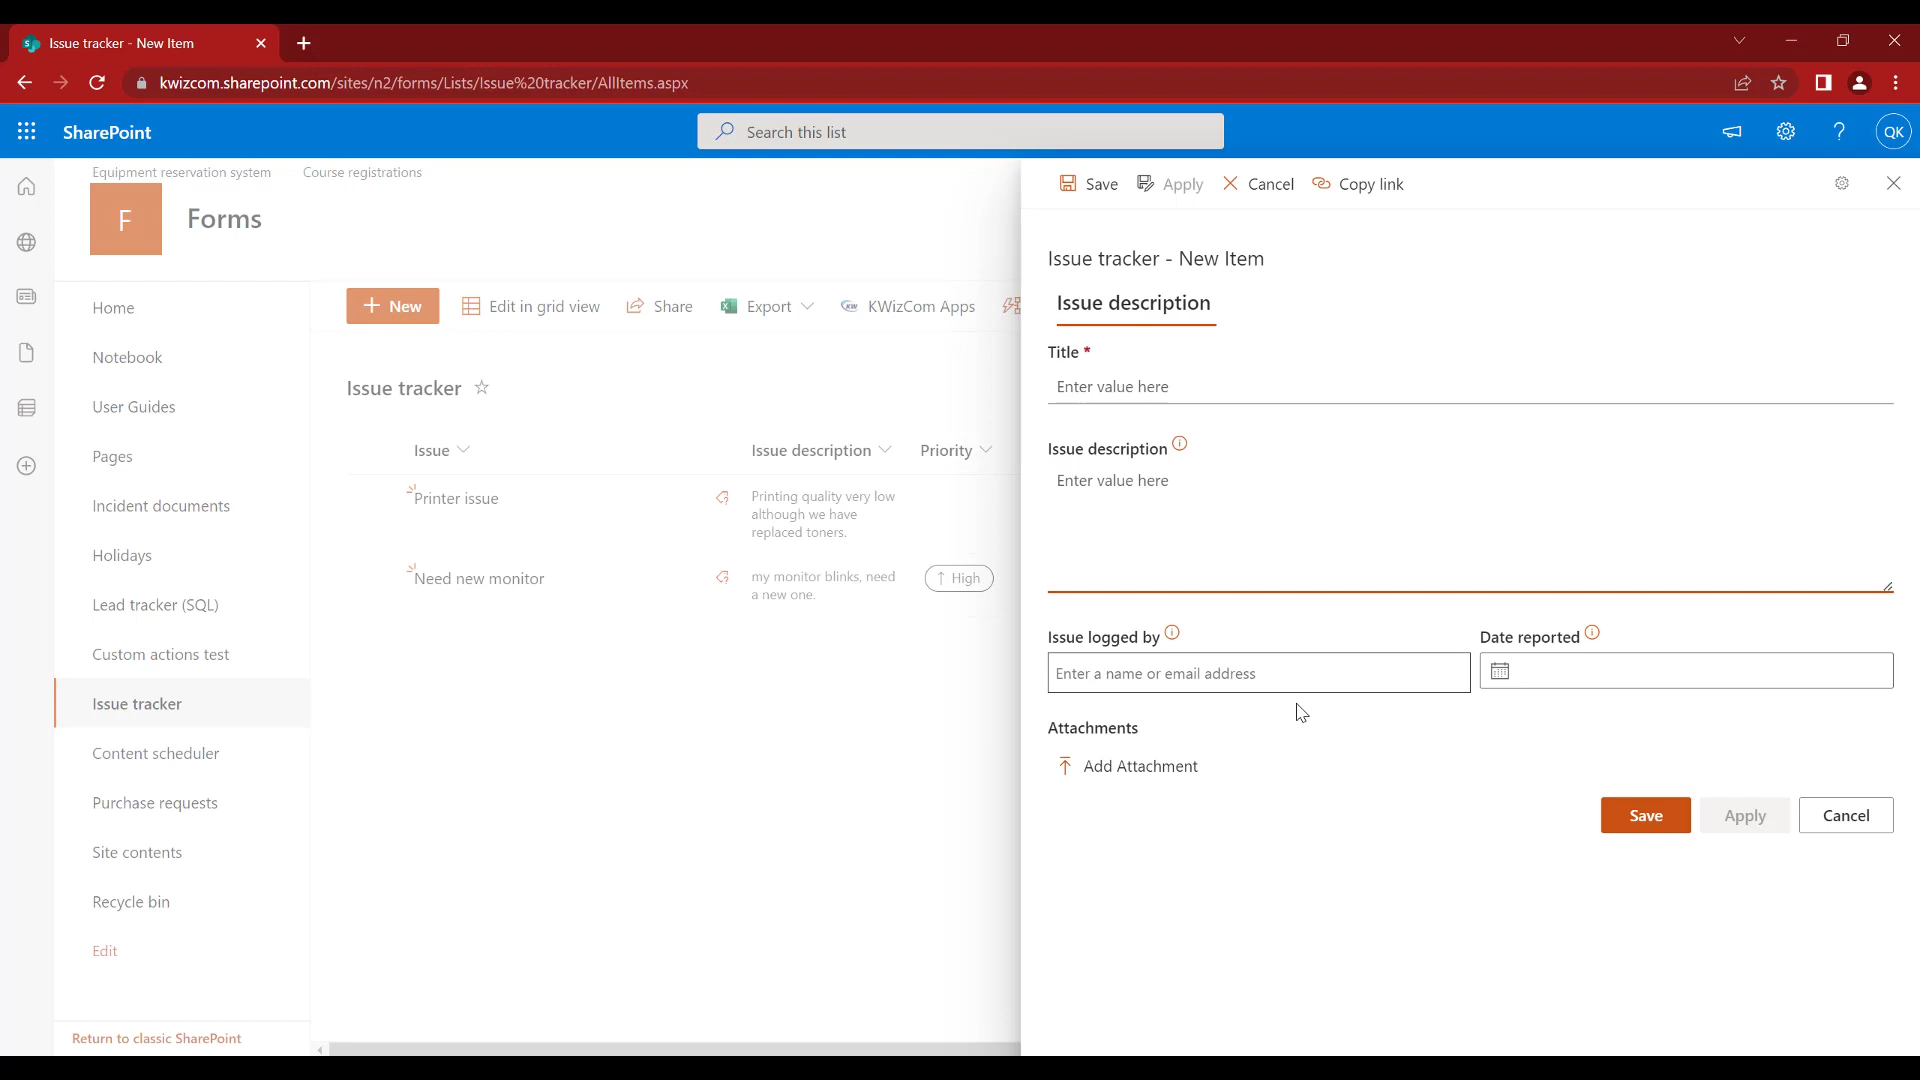 Issue tracker - New Item
kwizcom.sharepoint.com/sites/n2/forms/Lists/Issue%20tracker/AllItems.aspx
SharePoint
Search this list
QK
Equipment reservation system
Course registrations
F
Forms
Home
Notebook
User Guides
Pages
Incident documents
Holidays
Lead tracker (SQL)
Custom actions test
Issue tracker
Content scheduler
Purchase requests
Site contents
Recycle bin
Edit
Return to classic SharePoint
New
Edit in grid view
Share
Export
KWizCom Apps
Issue tracker
Issue
Issue description
Priority
Printer issue
Printing quality very low
although we have
replaced toners.
Need new monitor
my monitor blinks, need
a new one.
High
Save
Apply
Cancel
Copy link
Issue tracker - New Item
Issue description
Title *
Enter value here
Issue description
Enter value here
Issue logged by
Enter a name or email address
Date reported
Attachments
Add Attachment
Save
Apply
Cancel